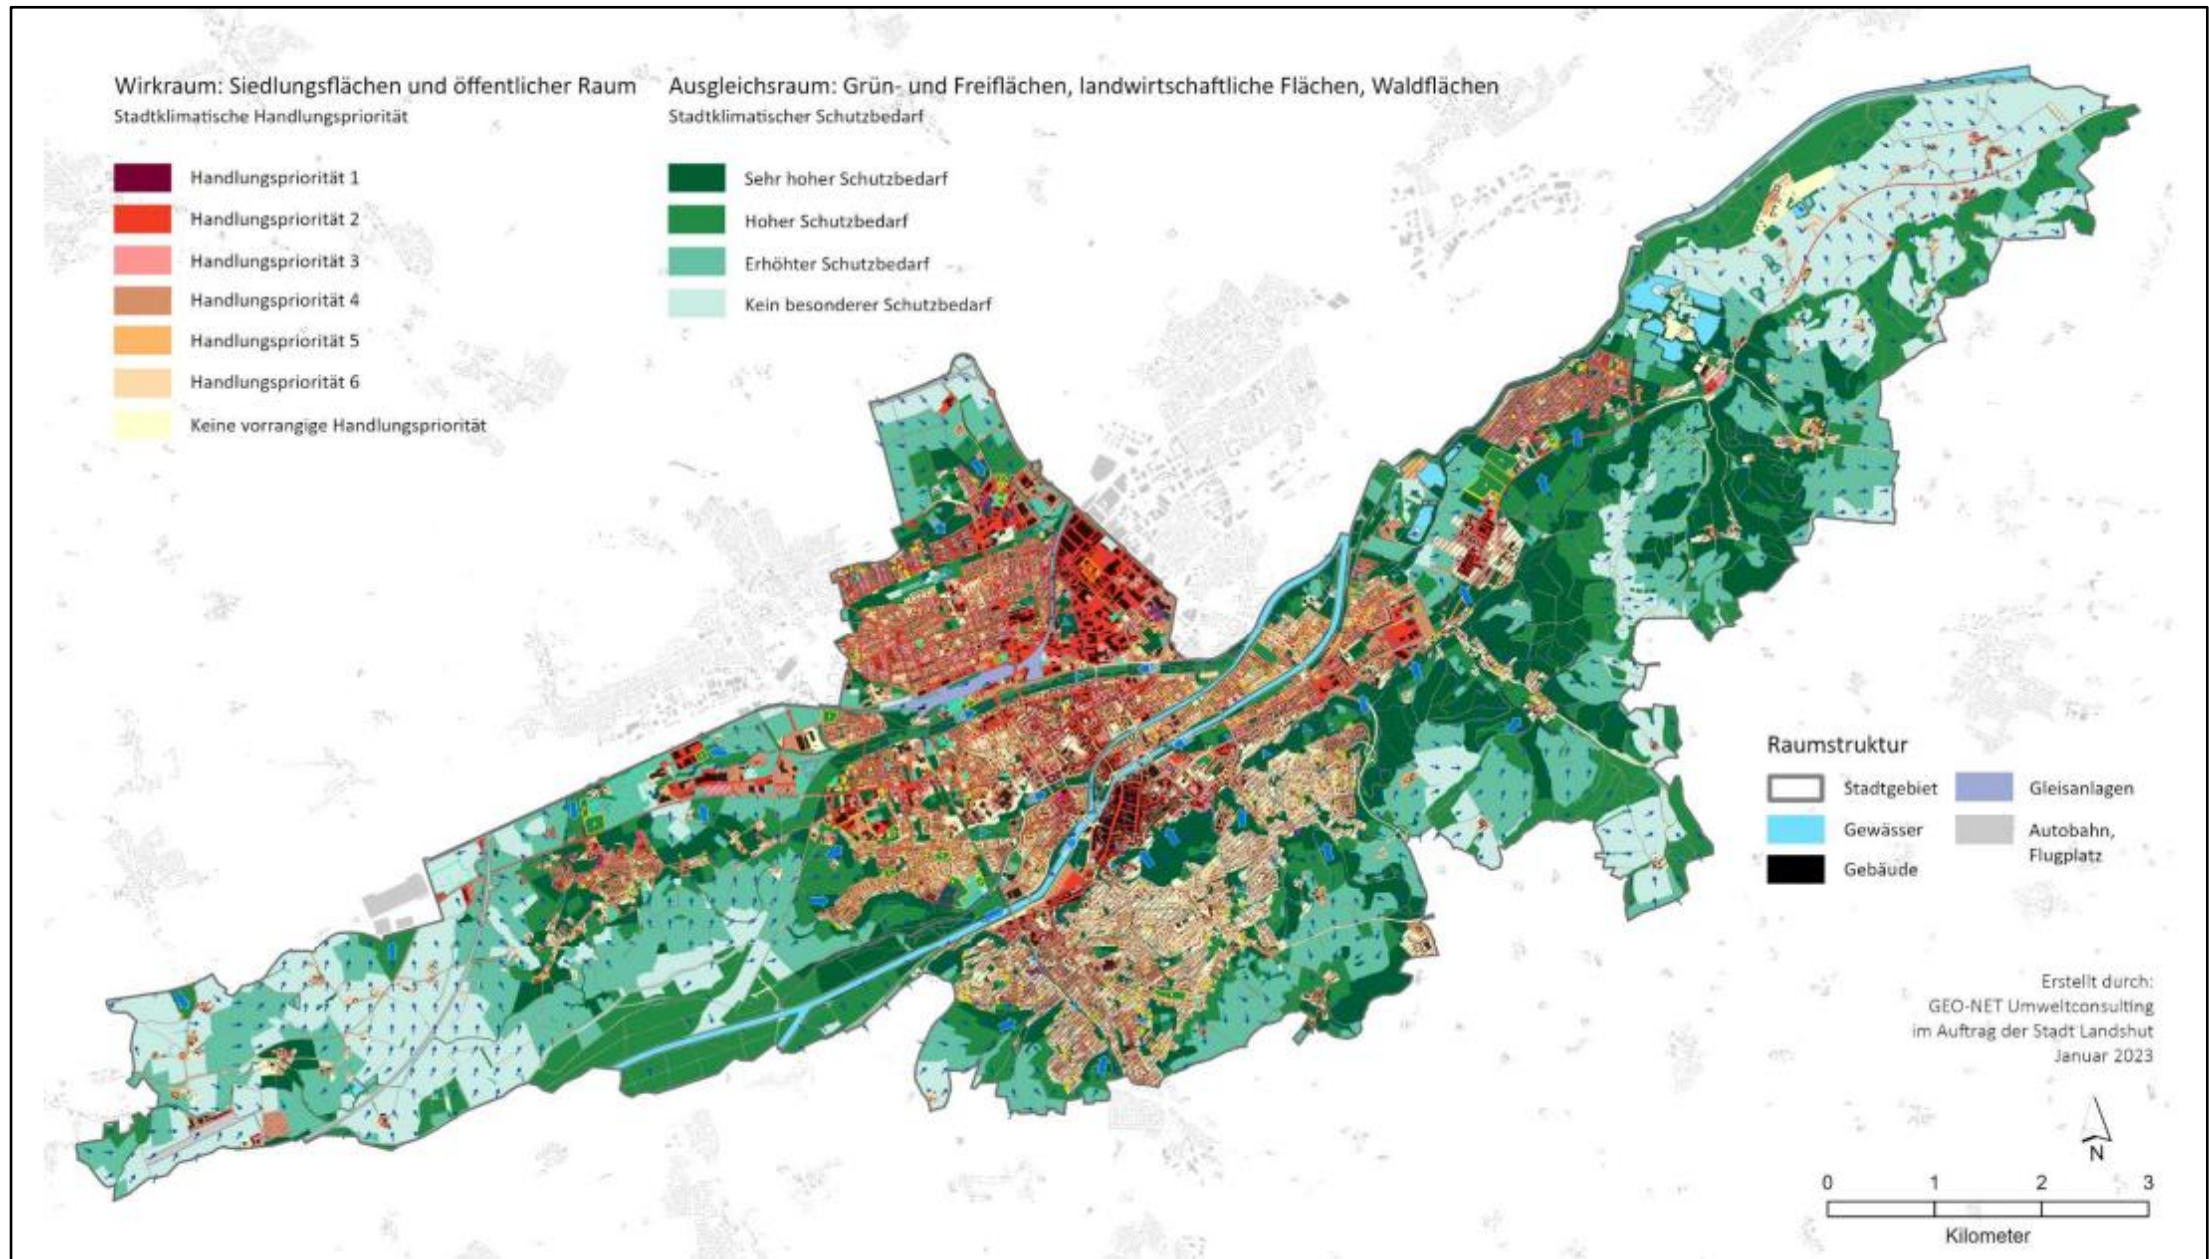 Wirkraum: Siedlungsflächen und öffentlicher Raum
Stadtklimatische Handlungspriorität
Handlungspriorität 1
Handlungspriorität 2
Handlungspriorität 3
Handlungspriorität 4
Handlungspriorität 5
Handlungspriorität 6
Keine vorrangige Handlungspriorität
Ausgleichsraum: Grün- und Freiflächen, landwirtschaftliche Flächen, Waldflächen
Stadtklimatischer Schutzbedarf
Sehr hoher Schutzbedarf
Hoher Schutzbedarf
Erhöhter Schutzbedarf
Kein besonderer Schutzbedarf
Raumstruktur
Stadtgebiet
Gewässer
Gebäude
Gleisanlagen
Autobahn,
Flugplatz
Erstellt durch:
GEO-NET Umweltconsulting
im Auftrag der Stadt Landshut
Januar 2023
N
0 1 2 3
Kilometer